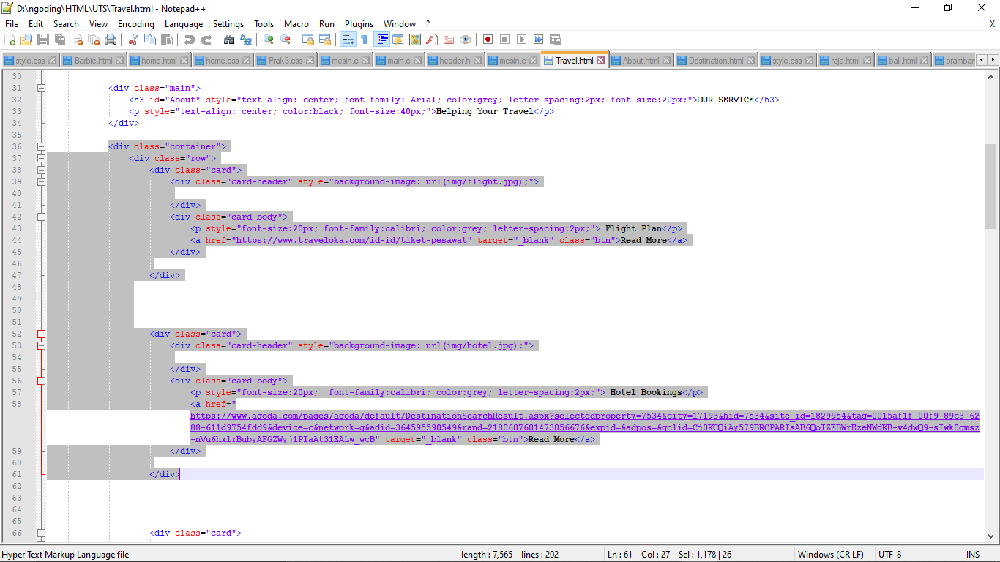 D:\ngoding\HTML\UTS\Travel.html - Notepad++
File Edit Search View Encoding Language Settings Tools Macro Run Plugins Window ? X
style.css Barbie.html home.html home.css Prak3.css mesin.c main.c header.h mesin.c Travel.html About.html Destination.html style.css raja.html bali.html prambar
30
31 <div class="main">
32 <h3 id="About" style="text-align: center; font-family: Arial; color:grey; letter-spacing:2px; font-size:20px;">OUR SERVICE</h3>
33 <p style="text-align: center; color:black; font-size:40px;">Helping Your Travel</p>
34 </div>
35
36 <div class="container">
37 <div class="row">
38 <div class="card">
39 <div class="card-header" style="background-image: url(img/flight.jpg);">
40
41 </div>
42 <div class="card-body">
43 <p style="font-size:20px; font-family:calibri; color:grey; letter-spacing:2px;"> Flight Plan</p>
44 <a href="https://www.traveloka.com/id-id/tiket-pesawat" target="_blank" class="btn">Read More</a>
45 </div>
46
47 </div>
48
49
50
51
52 <div class="card">
53 <div class="card-header" style="background-image: url(img/hotel.jpg);">
54
55 </div>
56 <div class="card-body">
57 <p style="font-size:20px;  font-family:calibri; color:grey; letter-spacing:2px;"> Hotel Bookings</p>
58 <a href="
https://www.agoda.com/pages/agoda/default/DestinationSearchResult.aspx?selectedproperty=7534&city=17193&hid=7534&site_id=1829954&tag=0015af1f-00f9-89c3-62
88-611d9754fdd9&device=c&network=g&adid=364595590549&rand=2180607601473056676&expid=&adpos=&gclid=Cj0KCQiAy579BRCPARIsAB6QoIZEBWrEzeNWdKB-v4dwQ9-sIwk0qmsz
-nVu6hxlrBubyAFGZWyj1PIaAt31EALw_wcB" target="_blank" class="btn">Read More</a>
59 </div>
60
61 </div>
62
63
64
65
66 <div class="card">
Hyper Text Markup Language file length : 7,565 lines : 202 Ln : 61 Col : 27 Sel : 1,178 | 26 Windows (CR LF) UTF-8 INS